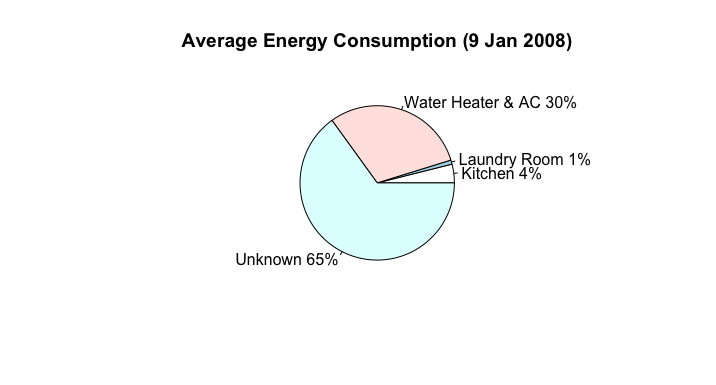 Average Energy Consumption (9 Jan 2008)
Water Heater & AC 30%
Laundry Room 1%
Kitchen 4%
Unknown 65%